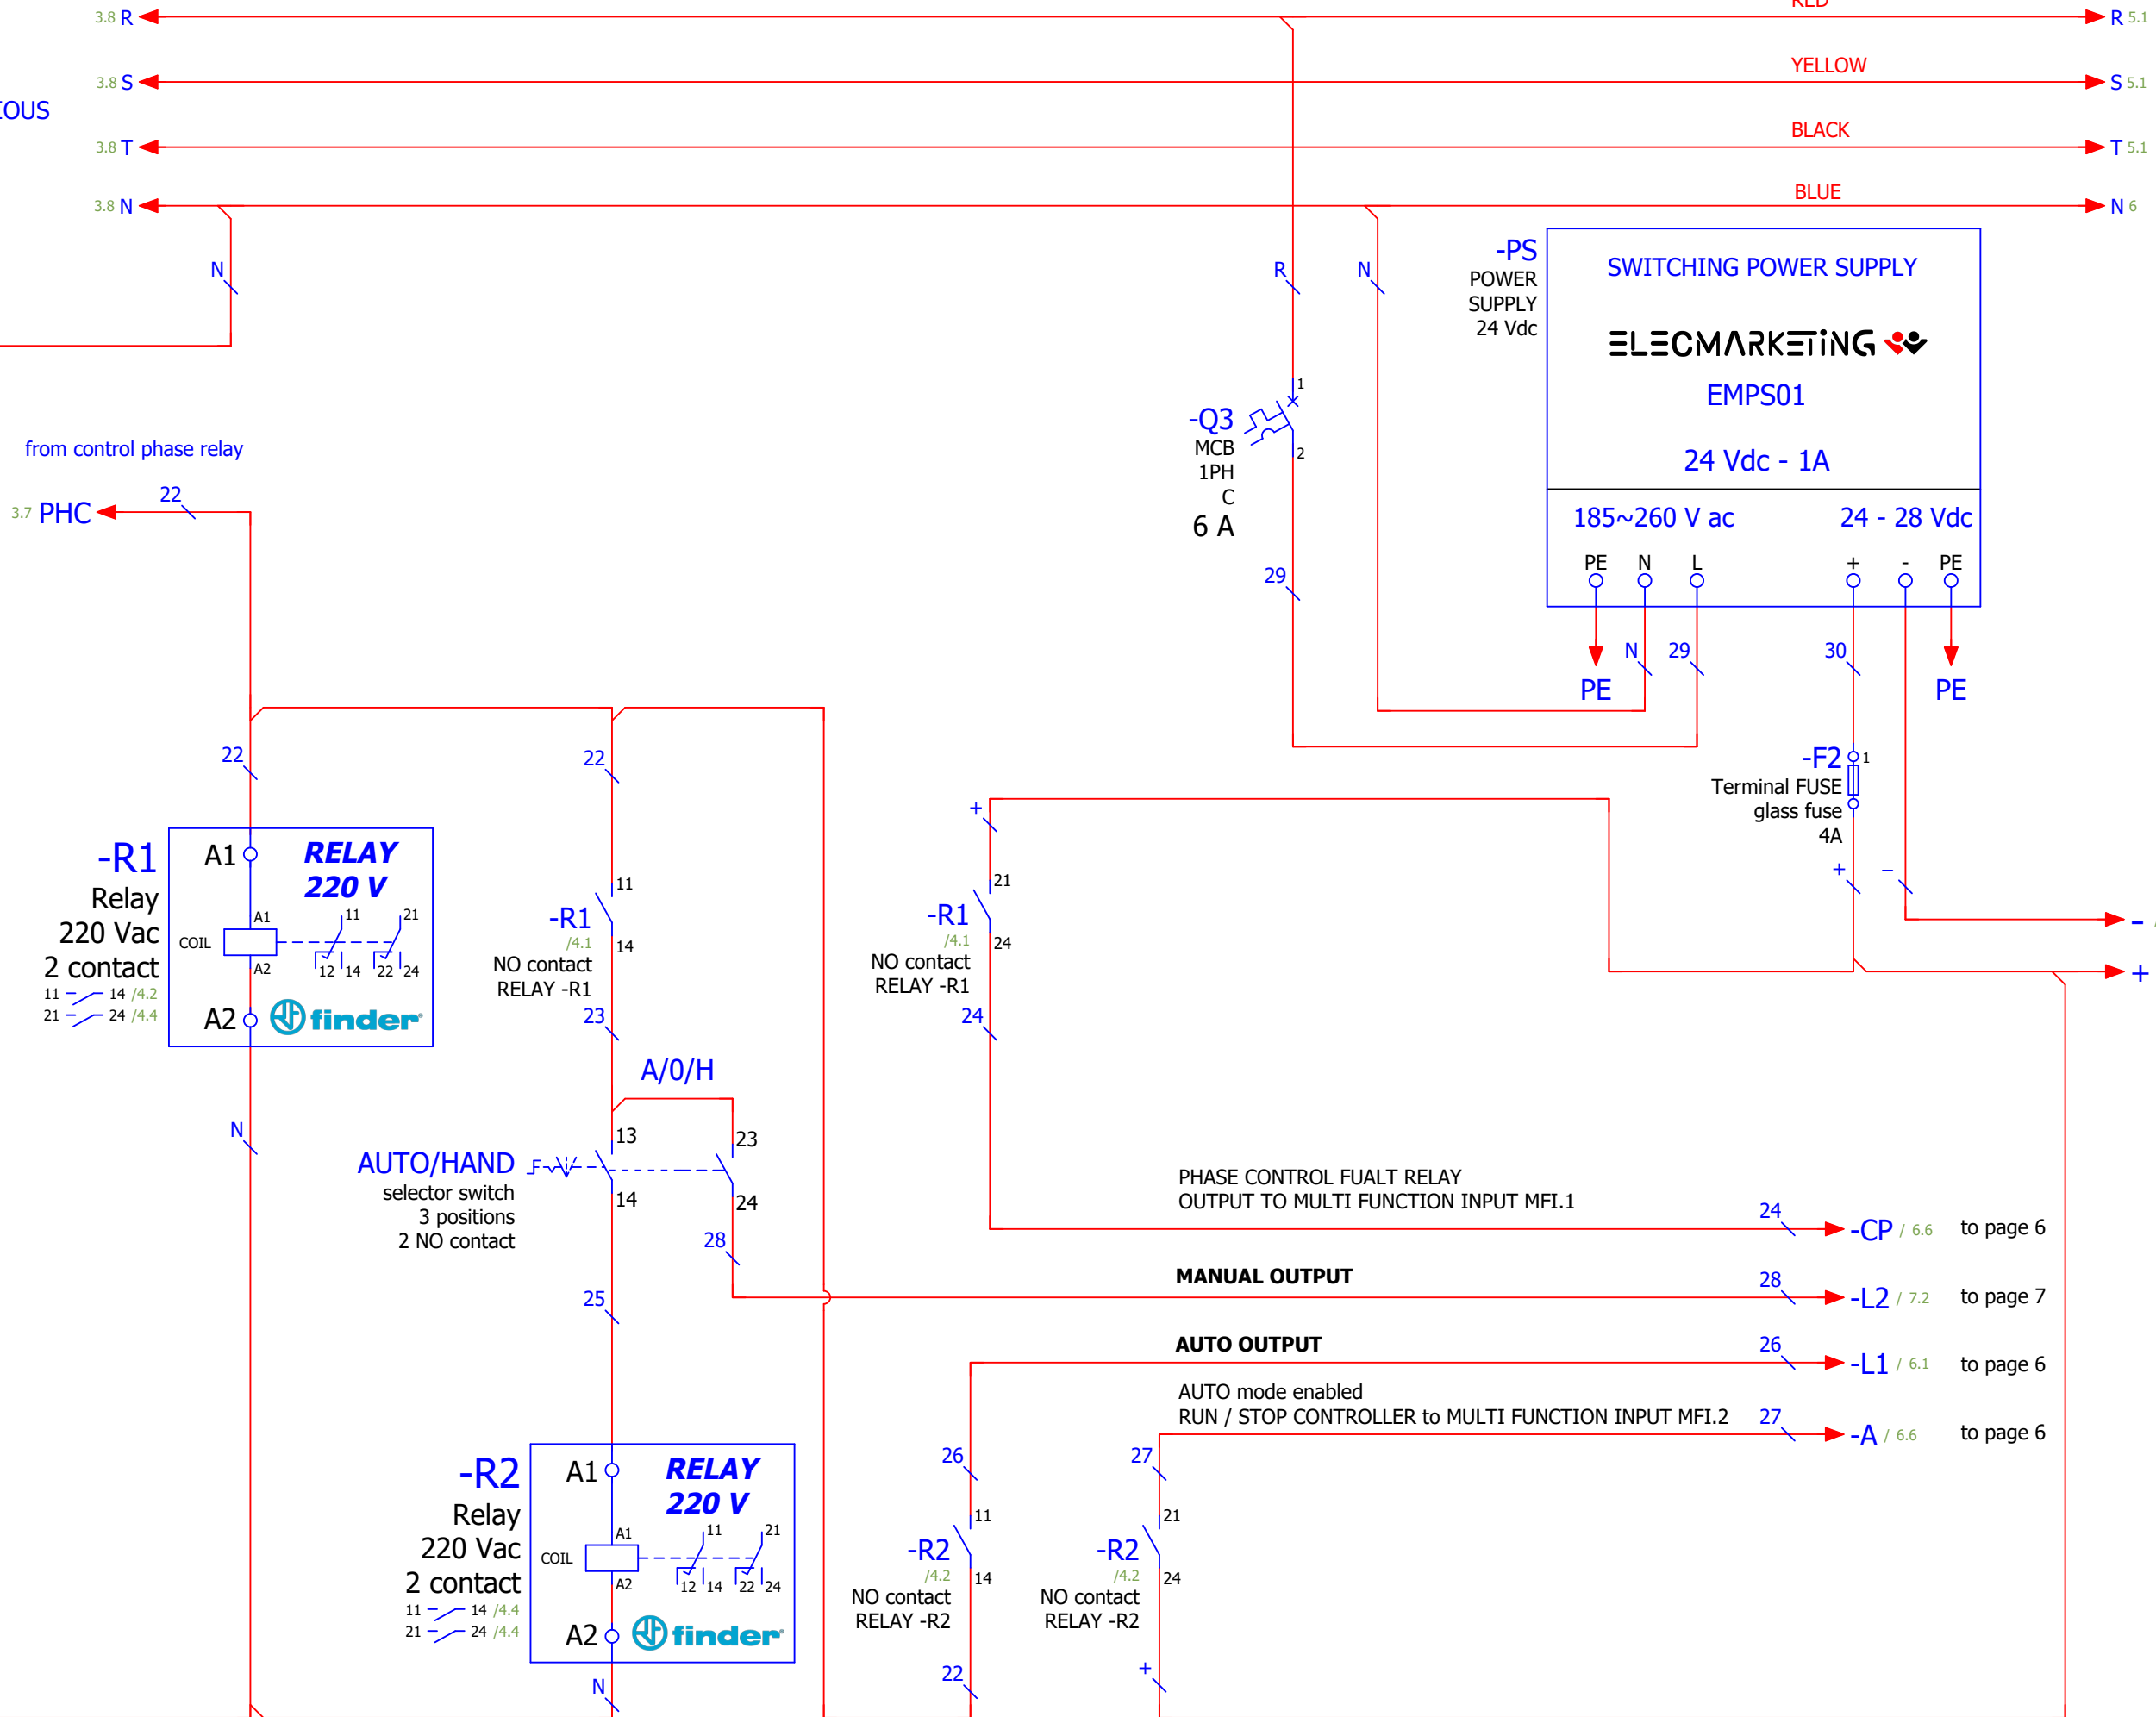 RED
3.8 R
R 5.1
YELLOW
3.8 S
S 5.1
IOUS
BLACK
3.8 T
T 5.1
BLUE
3.8 N
N 6
N
R
N
-PS
POWER
SUPPLY
24 Vdc
SWITCHING POWER SUPPLY
ELECMARKETiNG
EMPS01
24 Vdc - 1A
185~260 V ac
24 - 28 Vdc
PE
N
L
+
-
PE
N
29
30
PE
PE
1
-Q3
MCB
1PH
C
6 A
2
29
from control phase relay
22
3.7 PHC
22
22
-F2
1
Terminal FUSE
glass fuse
4A
+
–
-
+
-R1
Relay
220 Vac
2 contact
11
14 /4.2
21
24 /4.4
A1
RELAY
220 V
A1
11
21
COIL
A2
12
14
22
24
A2
finder
N
11
-R1
/4.1
14
NO contact
RELAY -R1
23
+
21
-R1
/4.1
24
NO contact
RELAY -R1
24
A/0/H
13
23
AUTO/HAND
selector switch
3 positions
2 NO contact
14
24
28
25
PHASE CONTROL FUALT RELAY
OUTPUT TO MULTI FUNCTION INPUT MFI.1
24
-CP / 6.6
to page 6
MANUAL OUTPUT
28
-L2 / 7.2
to page 7
AUTO OUTPUT
26
-L1 / 6.1
to page 6
AUTO mode enabled
RUN / STOP CONTROLLER to MULTI FUNCTION INPUT MFI.2
27
-A / 6.6
to page 6
-R2
Relay
220 Vac
2 contact
11
14 /4.4
21
24 /4.4
A1
RELAY
220 V
A1
11
21
COIL
A2
12
14
22
24
A2
finder
N
26
11
-R2
/4.2
14
NO contact
RELAY -R2
22
27
21
-R2
/4.2
24
NO contact
RELAY -R2
+